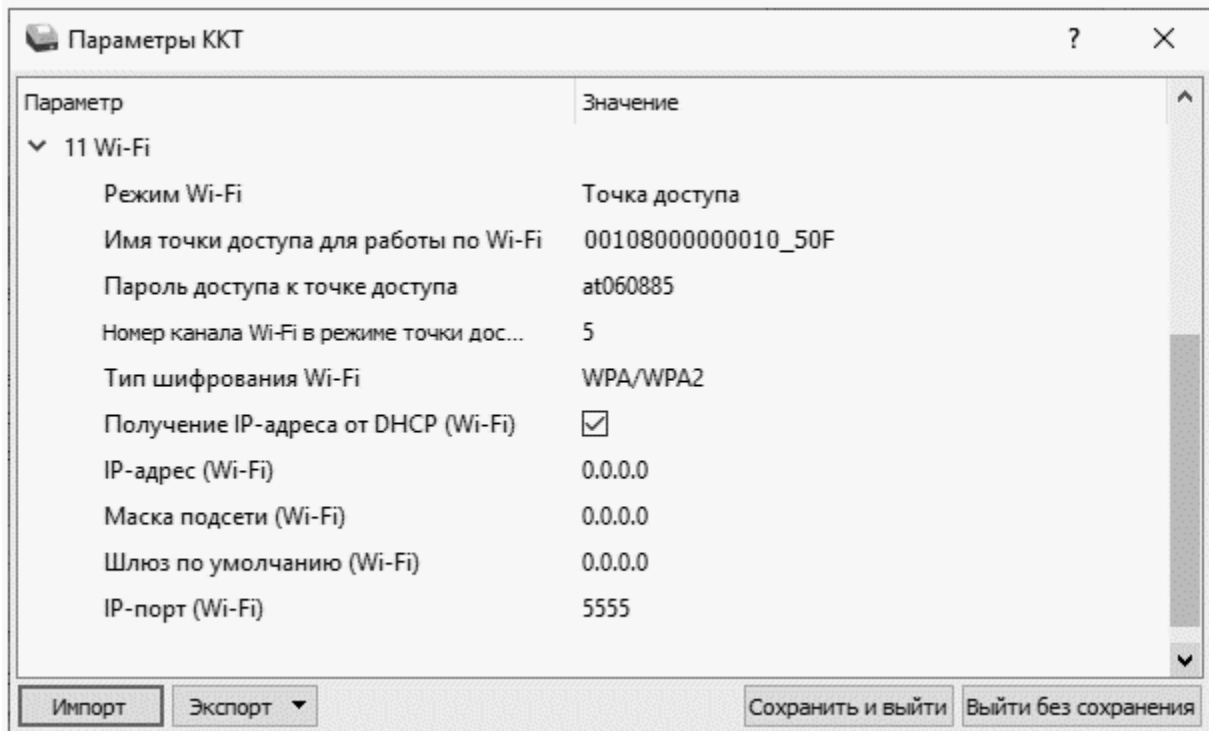 Параметры ККТ ?
Параметр Значение
11 Wi-Fi
Режим Wi-Fi Точка доступа
Имя точки доступа для работы по Wi-Fi 00108000000010_50F
Пароль доступа к точке доступа at060885
Номер канала Wi-Fi в режиме точки дос... 5
Тип шифрования Wi-Fi WPA/WPA2
Получение IP-адреса от DHCP (Wi-Fi)
IP-адрес (Wi-Fi) 0.0.0.0
Маска подсети (Wi-Fi) 0.0.0.0
Шлюз по умолчанию (Wi-Fi) 0.0.0.0
IP-порт (Wi-Fi) 5555
Импорт Экспорт Сохранить и выйти Выйти без сохранения